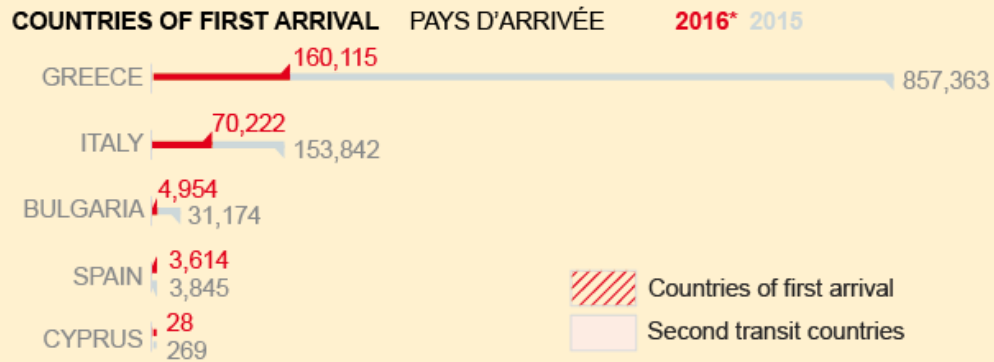 COUNTRIES OF FIRST ARRIVAL PAYS D'ARRIVÉE 2016* 2015
160,115
GREECE 857,363
70,222
ITALY 153,842
4,954
BULGARIA 31,174
3,614
SPAIN 3,845
Countries of first arrival
28
CYPRUS 269
Second transit countries